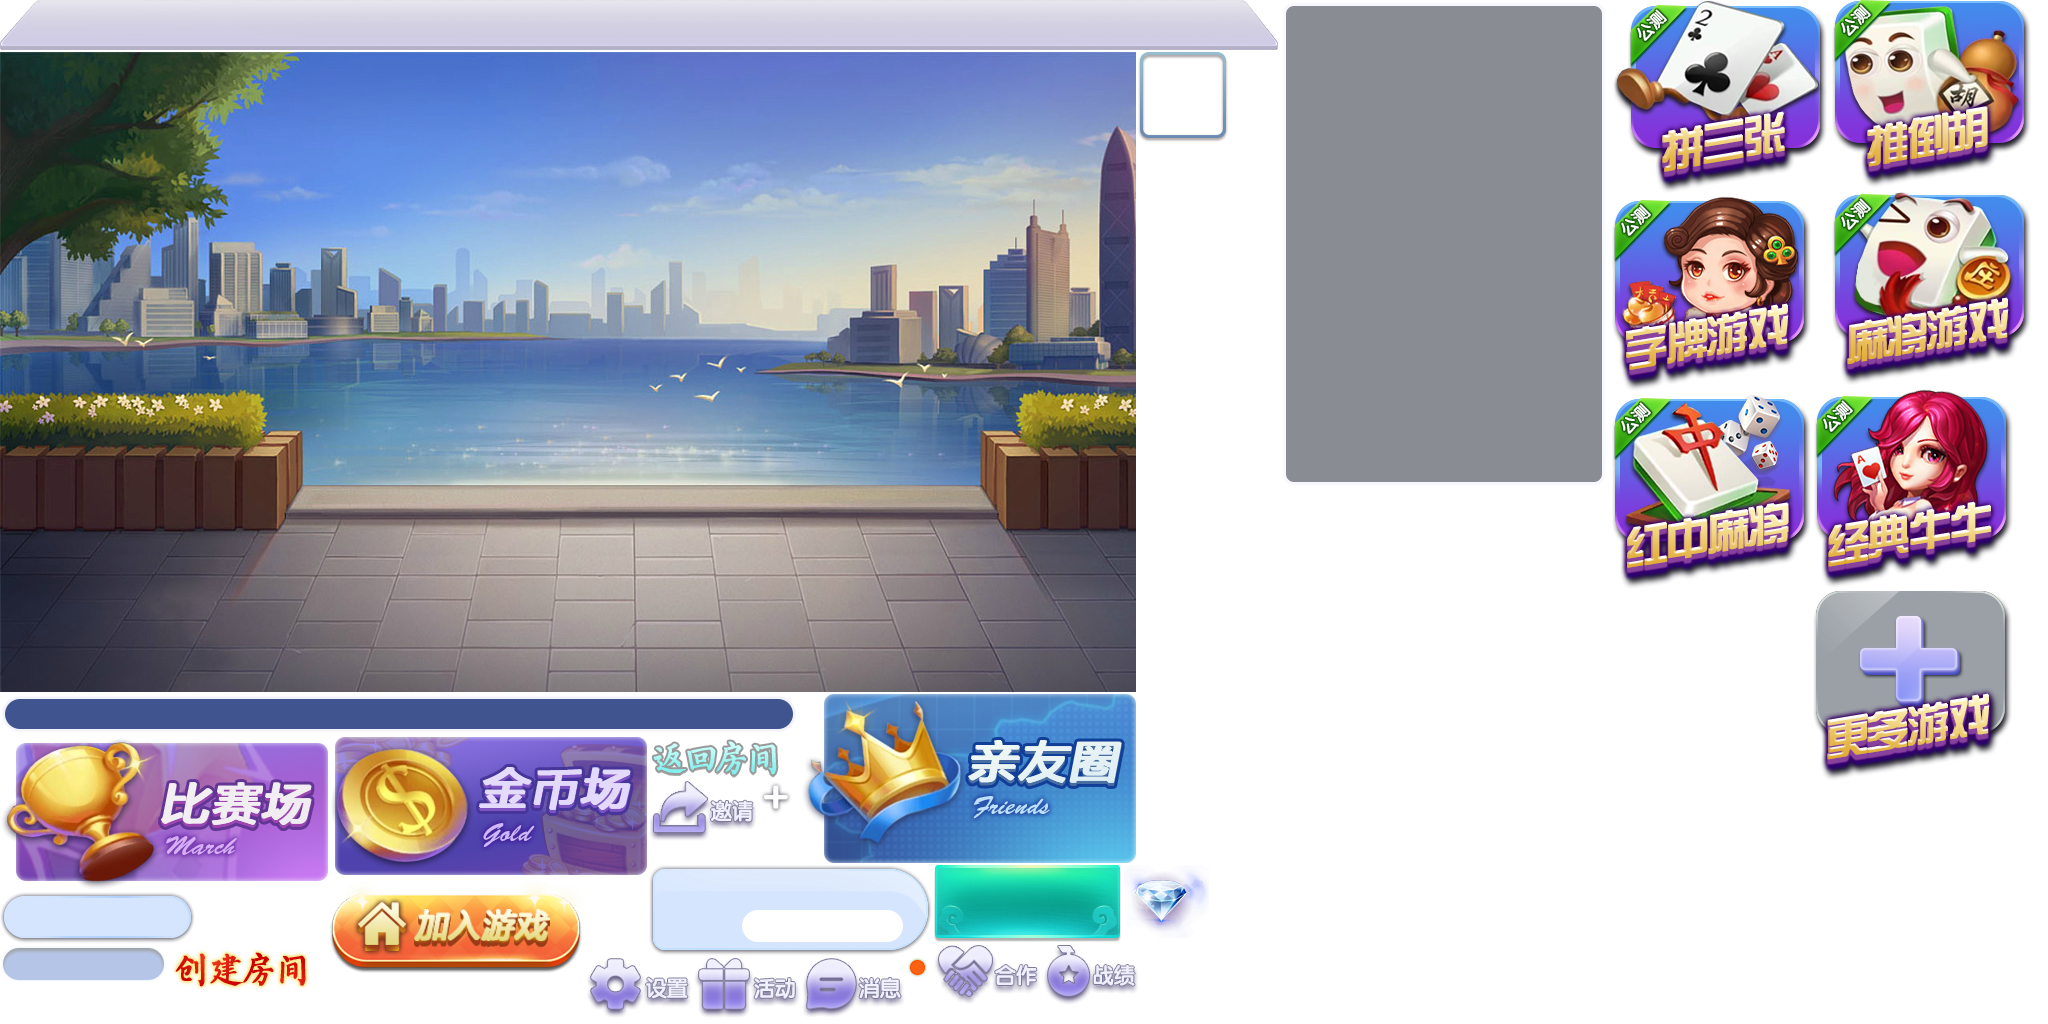 公测
2
A
拼三张
公测
胡
推倒胡
公测
大吉
字牌游戏
公测
金
麻将游戏
公测
中
红中麻将
公测
A
经典牛牛
更多游戏
比赛场
March
金币场
Gold
返回房间
邀请
亲友圈
Friends
创建房间
加入游戏
设置
活动
消息
合作
战绩